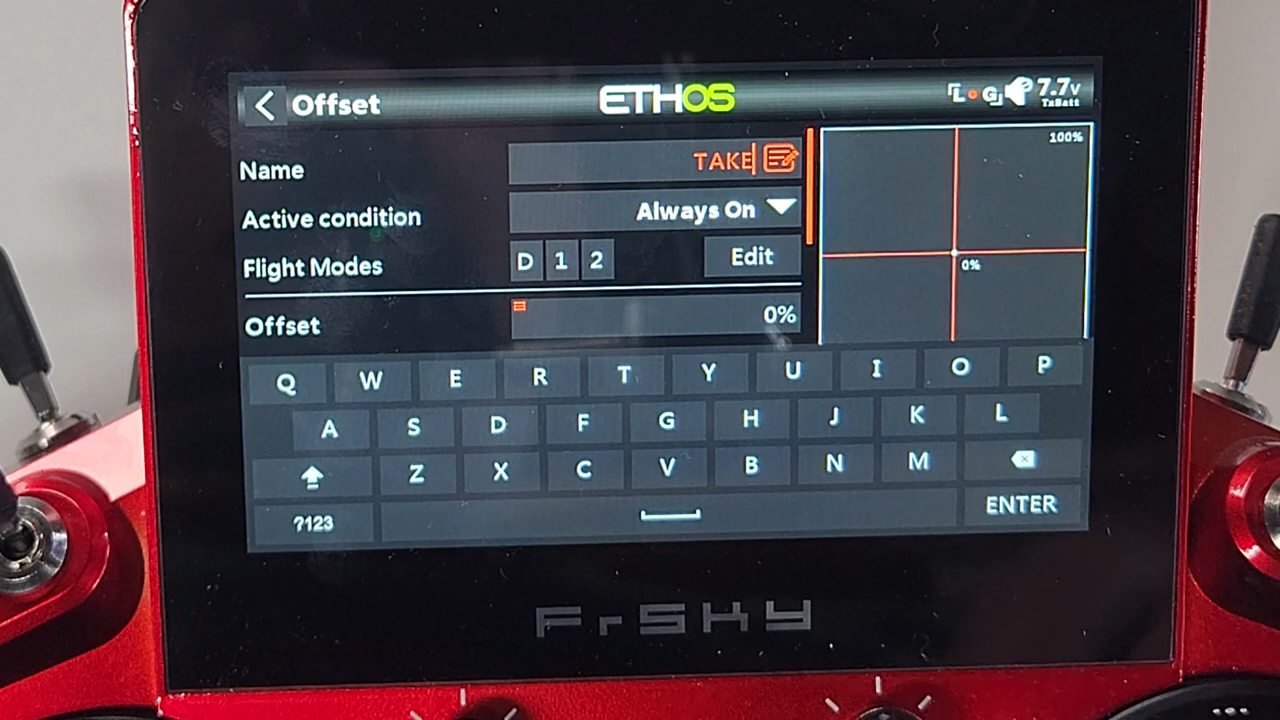 Offset
ETHOS
L G
7.7v
TxBatt
Name
TAKE
100%
Active condition
Always On
Flight Modes
D 1 2
Edit
0%
Offset
0%
Q W E R T Y U I O P
A S D F G H J K L
Z X C V B N M
?123
ENTER
FrSKY